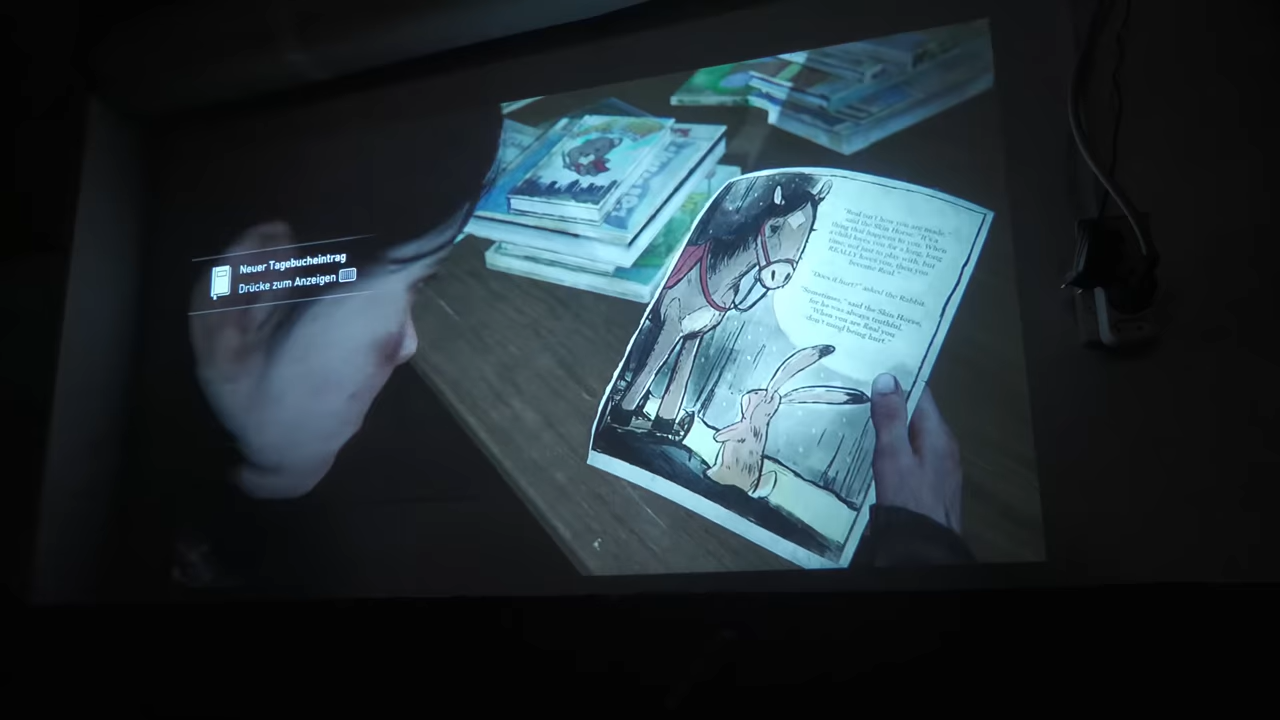 Neuer Tagebucheintrag
Drücke zum Anzeigen
"Real isn't how you are made,"
said the Skin Horse. "It's a
thing that happens to you. When
a child loves you for a long, long
time, not just to play with, but
REALLY loves you, then you
become Real."
"Does it hurt?" asked the Rabbit.
"Sometimes," said the Skin Horse,
for he was always truthful.
"When you are Real you
don't mind being hurt."